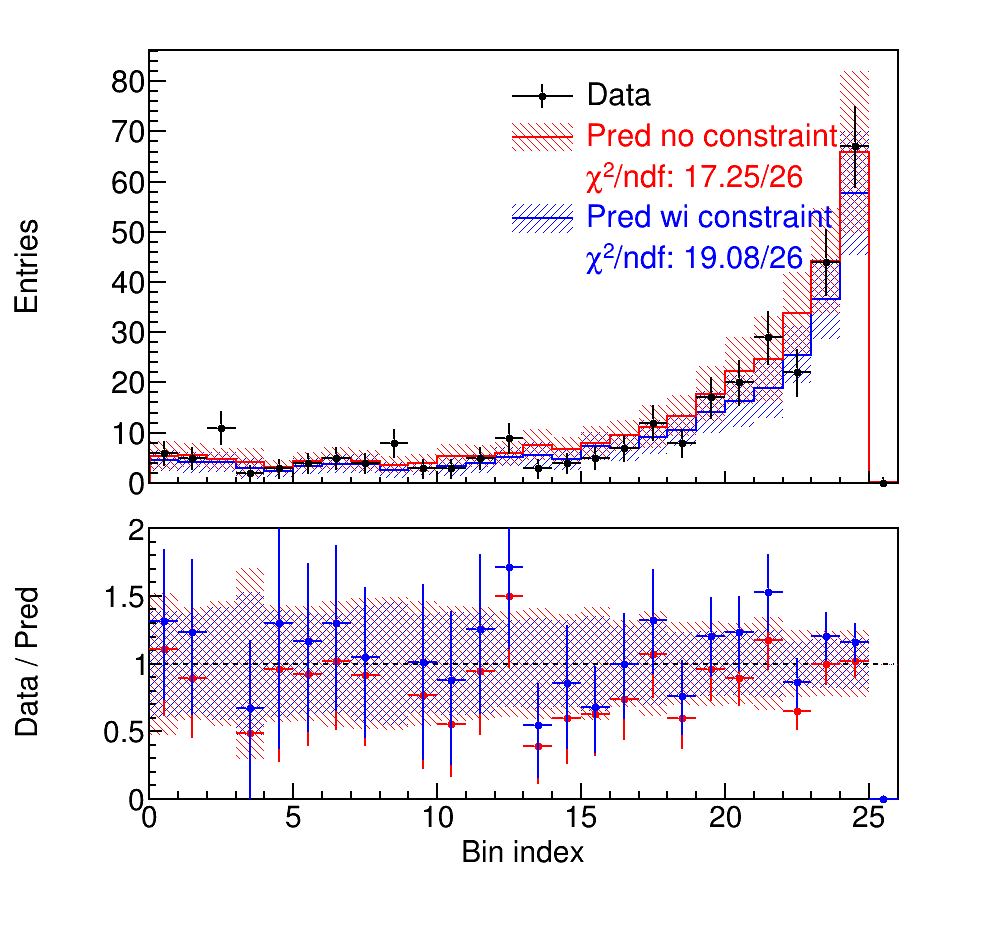 Entries
80
70
60
50
40
30
20
10
0
Data
Pred no constraint
χ²/ndf: 17.25/26
Pred wi constraint
χ²/ndf: 19.08/26
Data / Pred
2
1.5
1
0.5
0
0 5 10 15 20 25
Bin index